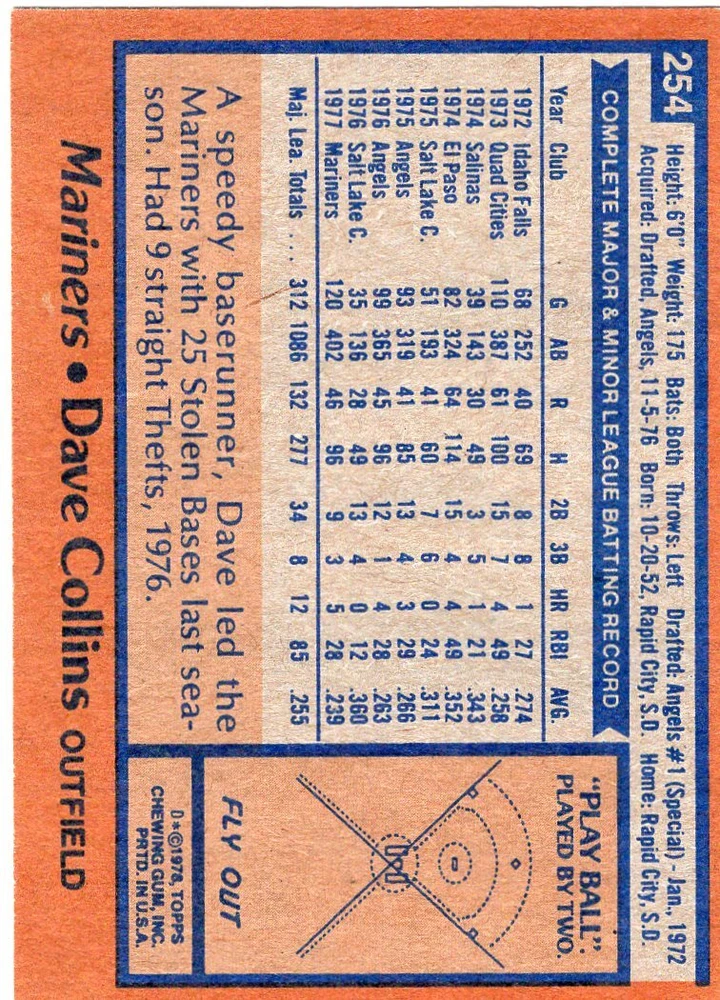 254
Height: 6'0" Weight: 175 Bats: Both Throws: Left Drafted: Angels #1 (Special) - Jan., 1972
Acquired: Drafted, Angels, 11-5-76 Born: 10-20-52, Rapid City, S.D. Home: Rapid City, S.D.
COMPLETE MAJOR & MINOR LEAGUE BATTING RECORD
Year Club G AB R H 2B 3B HR RBI AVG.
1972 Idaho Falls 68 252 40 69 8 8 1 27 .274
1973 Quad Cities 110 387 61 100 15 7 4 49 .258
1974 Salinas 39 143 30 49 3 5 1 21 .343
1974 El Paso 82 324 64 114 15 4 4 49 .352
1975 Salt Lake C. 51 193 41 60 7 6 0 24 .311
1975 Angels 93 319 41 85 13 4 3 29 .266
1976 Angels 99 365 45 96 12 1 4 28 .263
1976 Salt Lake C. 35 136 28 49 13 4 0 12 .360
1977 Mariners 120 402 46 96 9 3 5 28 .239
Maj. Lea. Totals ... 312 1086 132 277 34 8 12 85 .255
A speedy baserunner, Dave led the
Mariners with 25 Stolen Bases last sea-
son. Had 9 straight Thefts, 1976.
"PLAY BALL":
PLAYED BY TWO.
FLY OUT
D*©1978, TOPPS
CHEWING GUM, INC.
PRTD. IN U.S.A.
Mariners • Dave Collins OUTFIELD